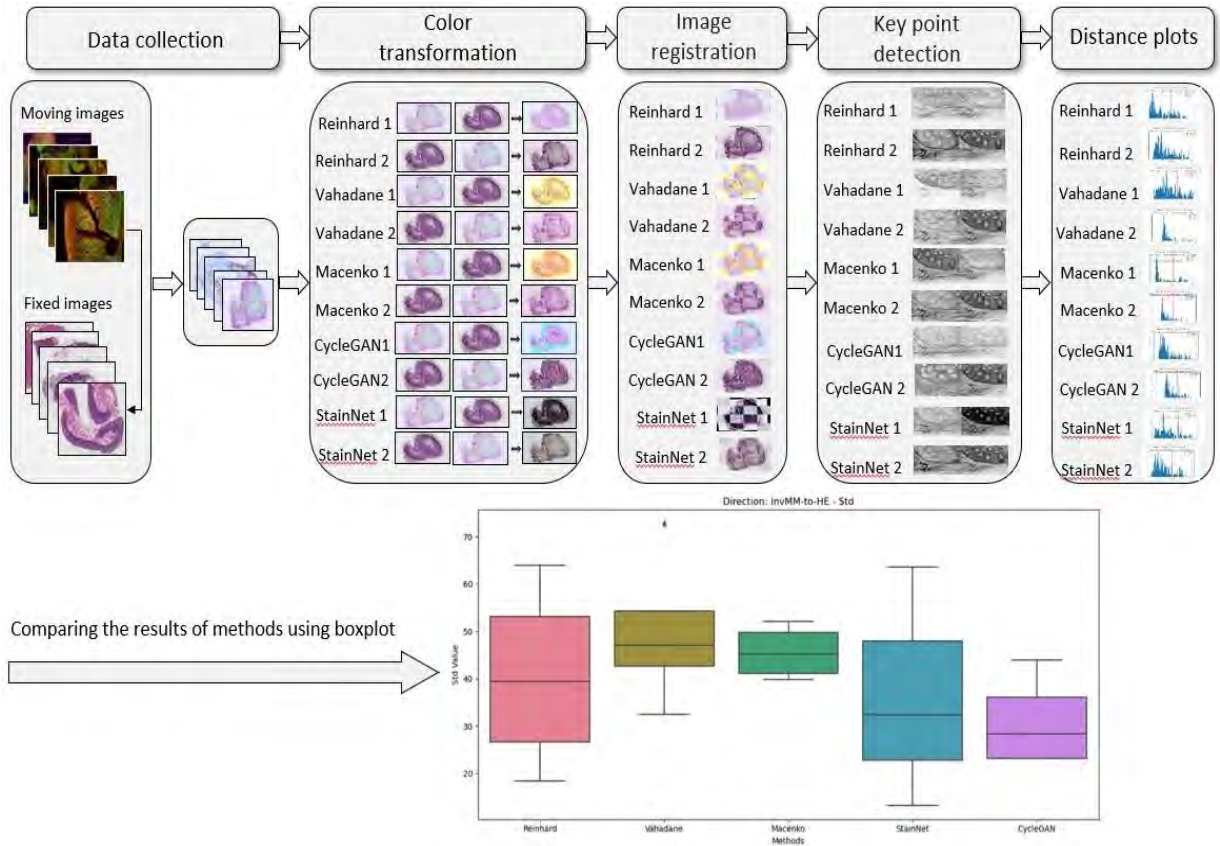 Data collection
Color
transformation
Image
registration
Key point
detection
Distance plots
Moving images
Fixed images
Reinhard 1
Reinhard 2
Vahadane 1
Vahadane 2
Macenko 1
Macenko 2
CycleGAN1
CycleGAN2
StainNet 1
StainNet 2
Reinhard 1
Reinhard 2
Vahadane 1
Vahadane 2
Macenko 1
Macenko 2
CycleGAN1
CycleGAN 2
StainNet 1
StainNet 2
Reinhard 1
Reinhard 2
Vahadane 1
Vahadane 2
Macenko 1
Macenko 2
CycleGAN1
CycleGAN 2
StainNet 1
StainNet 2
Reinhard 1
Reinhard 2
Vahadane 1
Vahadane 2
Macenko 1
Macenko 2
CycleGAN1
CycleGAN 2
StainNet 1
StainNet 2
Comparing the results of methods using boxplot
Direction: invMM-to-HE - Std
Std Value
70
60
50
40
30
20
Reinhard
Vahadane
Macenko
StainNet
CycleGAN
Methods